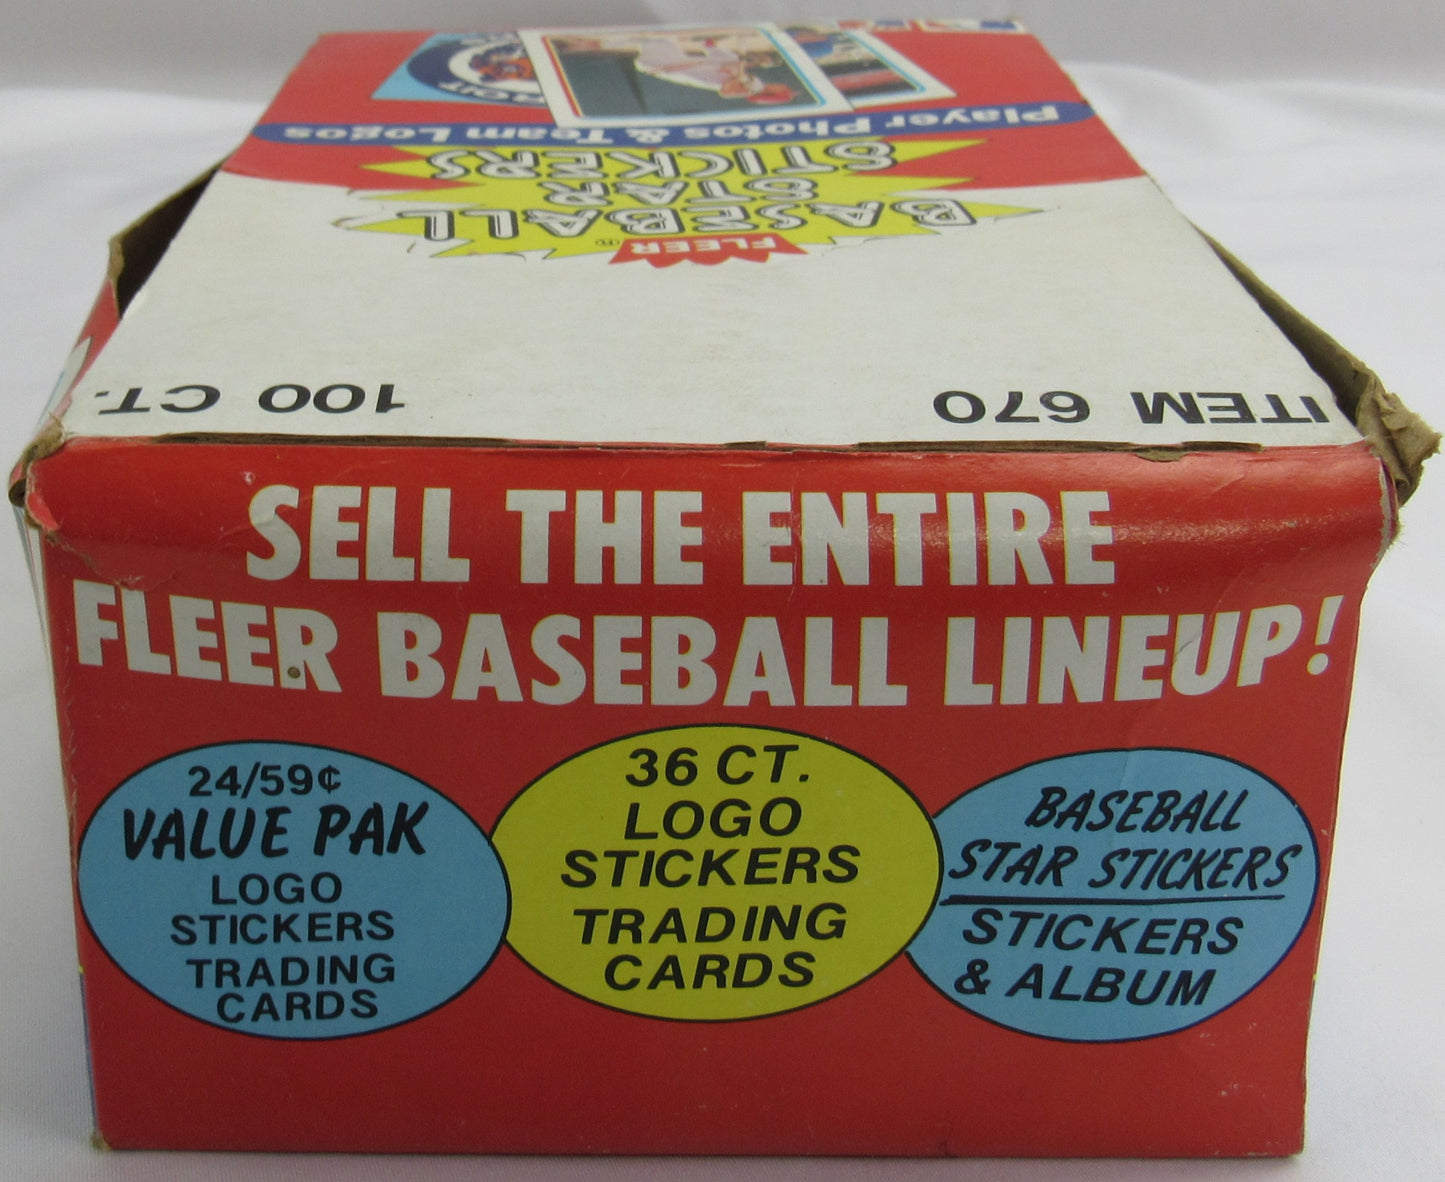 Player Photos & Team Logos
BASEBALL
STAR
STICKERS
FLEER®
ITEM 670
100 CT.
SELL THE ENTIRE
FLEER BASEBALL LINEUP!
24/59¢
VALUE PAK
LOGO
STICKERS
TRADING
CARDS
36 CT.
LOGO
STICKERS
TRADING
CARDS
BASEBALL
STAR STICKERS
STICKERS
& ALBUM